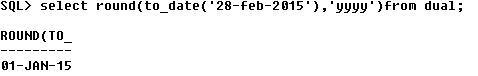 SQL> select round(to_date('28-feb-2015'),'yyyy')from dual;
ROUND(TO_
---------
01-JAN-15